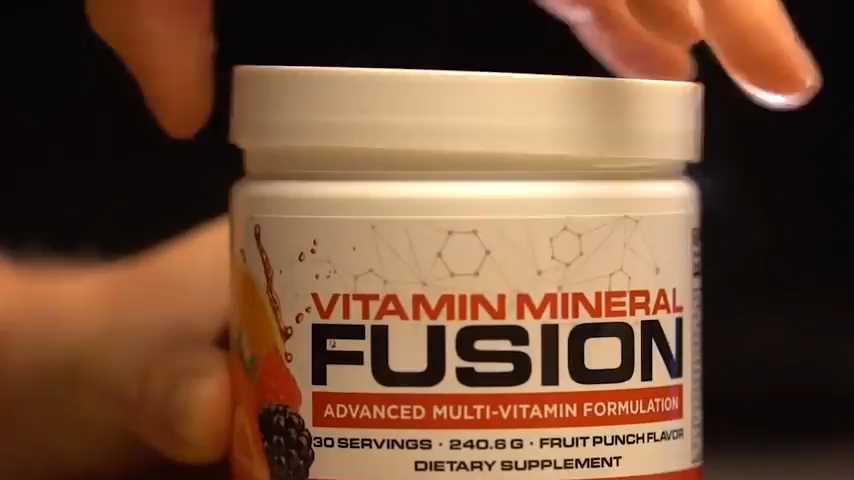 VITAMIN MINERAL
FUSION
ADVANCED MULTI-VITAMIN FORMULATION
30 SERVINGS · 240.6 G · FRUIT PUNCH FLAVOR
DIETARY SUPPLEMENT